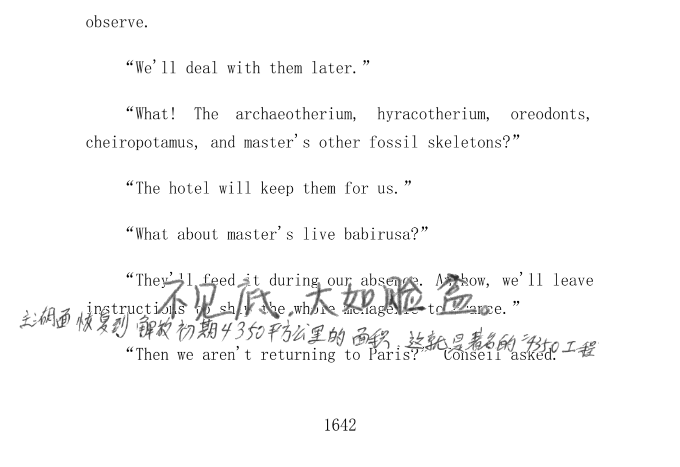 observe.
“We'll deal with them later.”
“What! The archaeotherium, hyracotherium, oreodonts,
cheiropotamus, and master's other fossil skeletons?”
“The hotel will keep them for us.”
“What about master's live babirusa?”
“They'll feed it during our absence. Anyhow, we'll leave
不见底,大如脸盆。
instructions to ship the whole menagerie to France.”
主湖面恢复到解放初期4350平方公里的面积,这就是著名的“4350工程
“Then we aren't returning to Paris?” Conseil asked.
1642